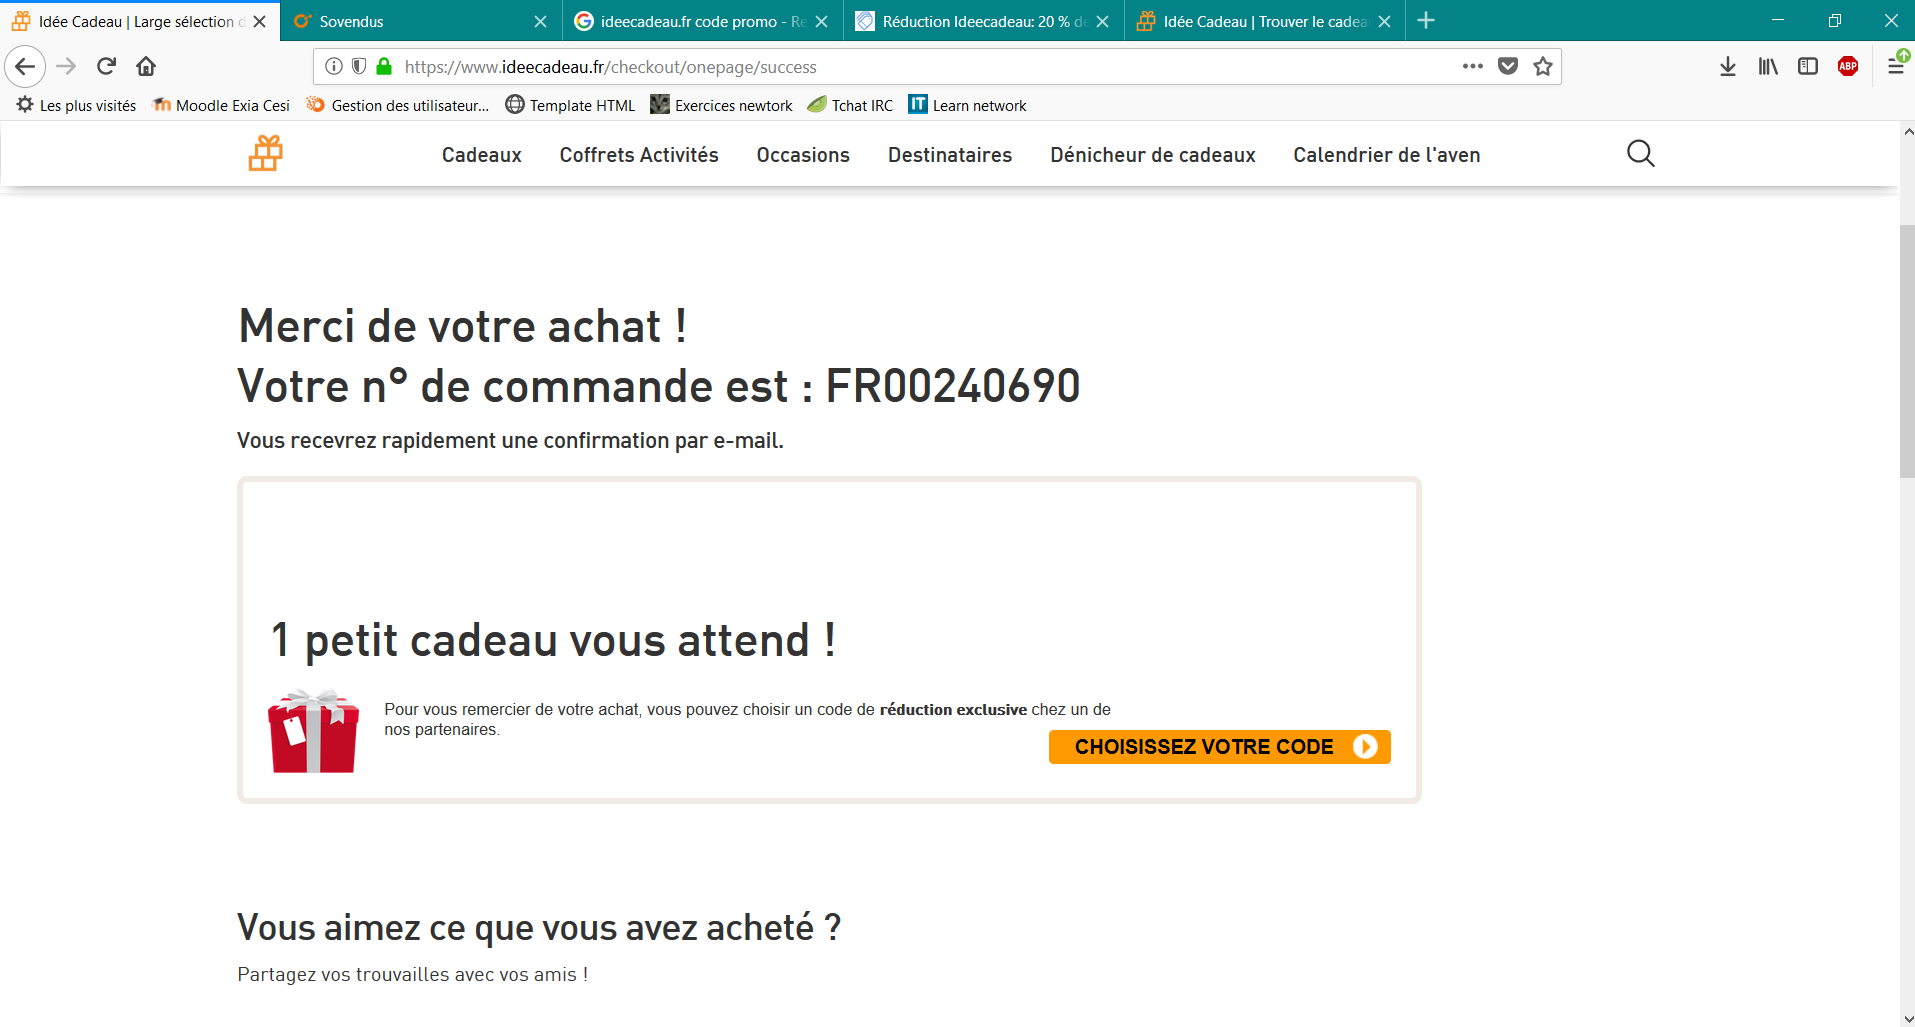 Idée Cadeau | Large sélection d
Sovendus
ideecadeau.fr code promo - Re
Réduction Ideecadeau: 20 % de
Idée Cadeau | Trouver le cadea
https://www.ideecadeau.fr/checkout/onepage/success
ABP
Les plus visités
Moodle Exia Cesi
Gestion des utilisateur...
Template HTML
Exercices newtork
Tchat IRC
IT Learn network
Cadeaux
Coffrets Activités
Occasions
Destinataires
Dénicheur de cadeaux
Calendrier de l'aven
Merci de votre achat !
Votre n° de commande est : FR00240690
Vous recevrez rapidement une confirmation par e-mail.
1 petit cadeau vous attend !
Pour vous remercier de votre achat, vous pouvez choisir un code de réduction exclusive chez un de
nos partenaires.
CHOISISSEZ VOTRE CODE
Vous aimez ce que vous avez acheté ?
Partagez vos trouvailles avec vos amis !